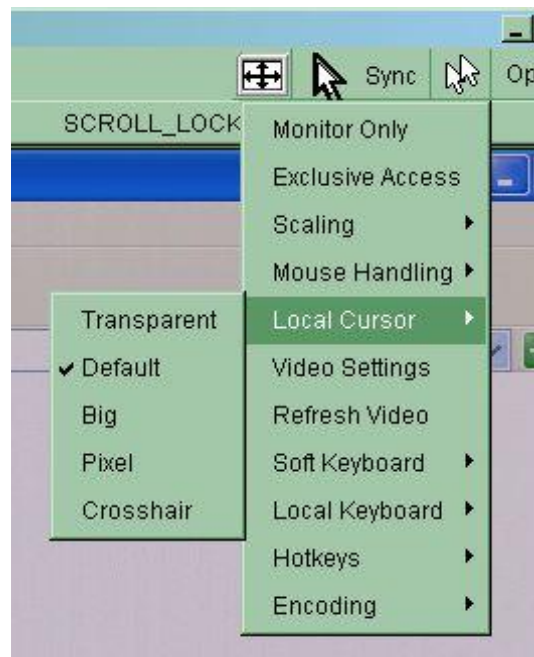 Sync
Op
SCROLL_LOCK
Monitor Only
Exclusive Access
Scaling
Mouse Handling
Local Cursor
Transparent
Default
Video Settings
Big
Refresh Video
Pixel
Soft Keyboard
Crosshair
Local Keyboard
Hotkeys
Encoding